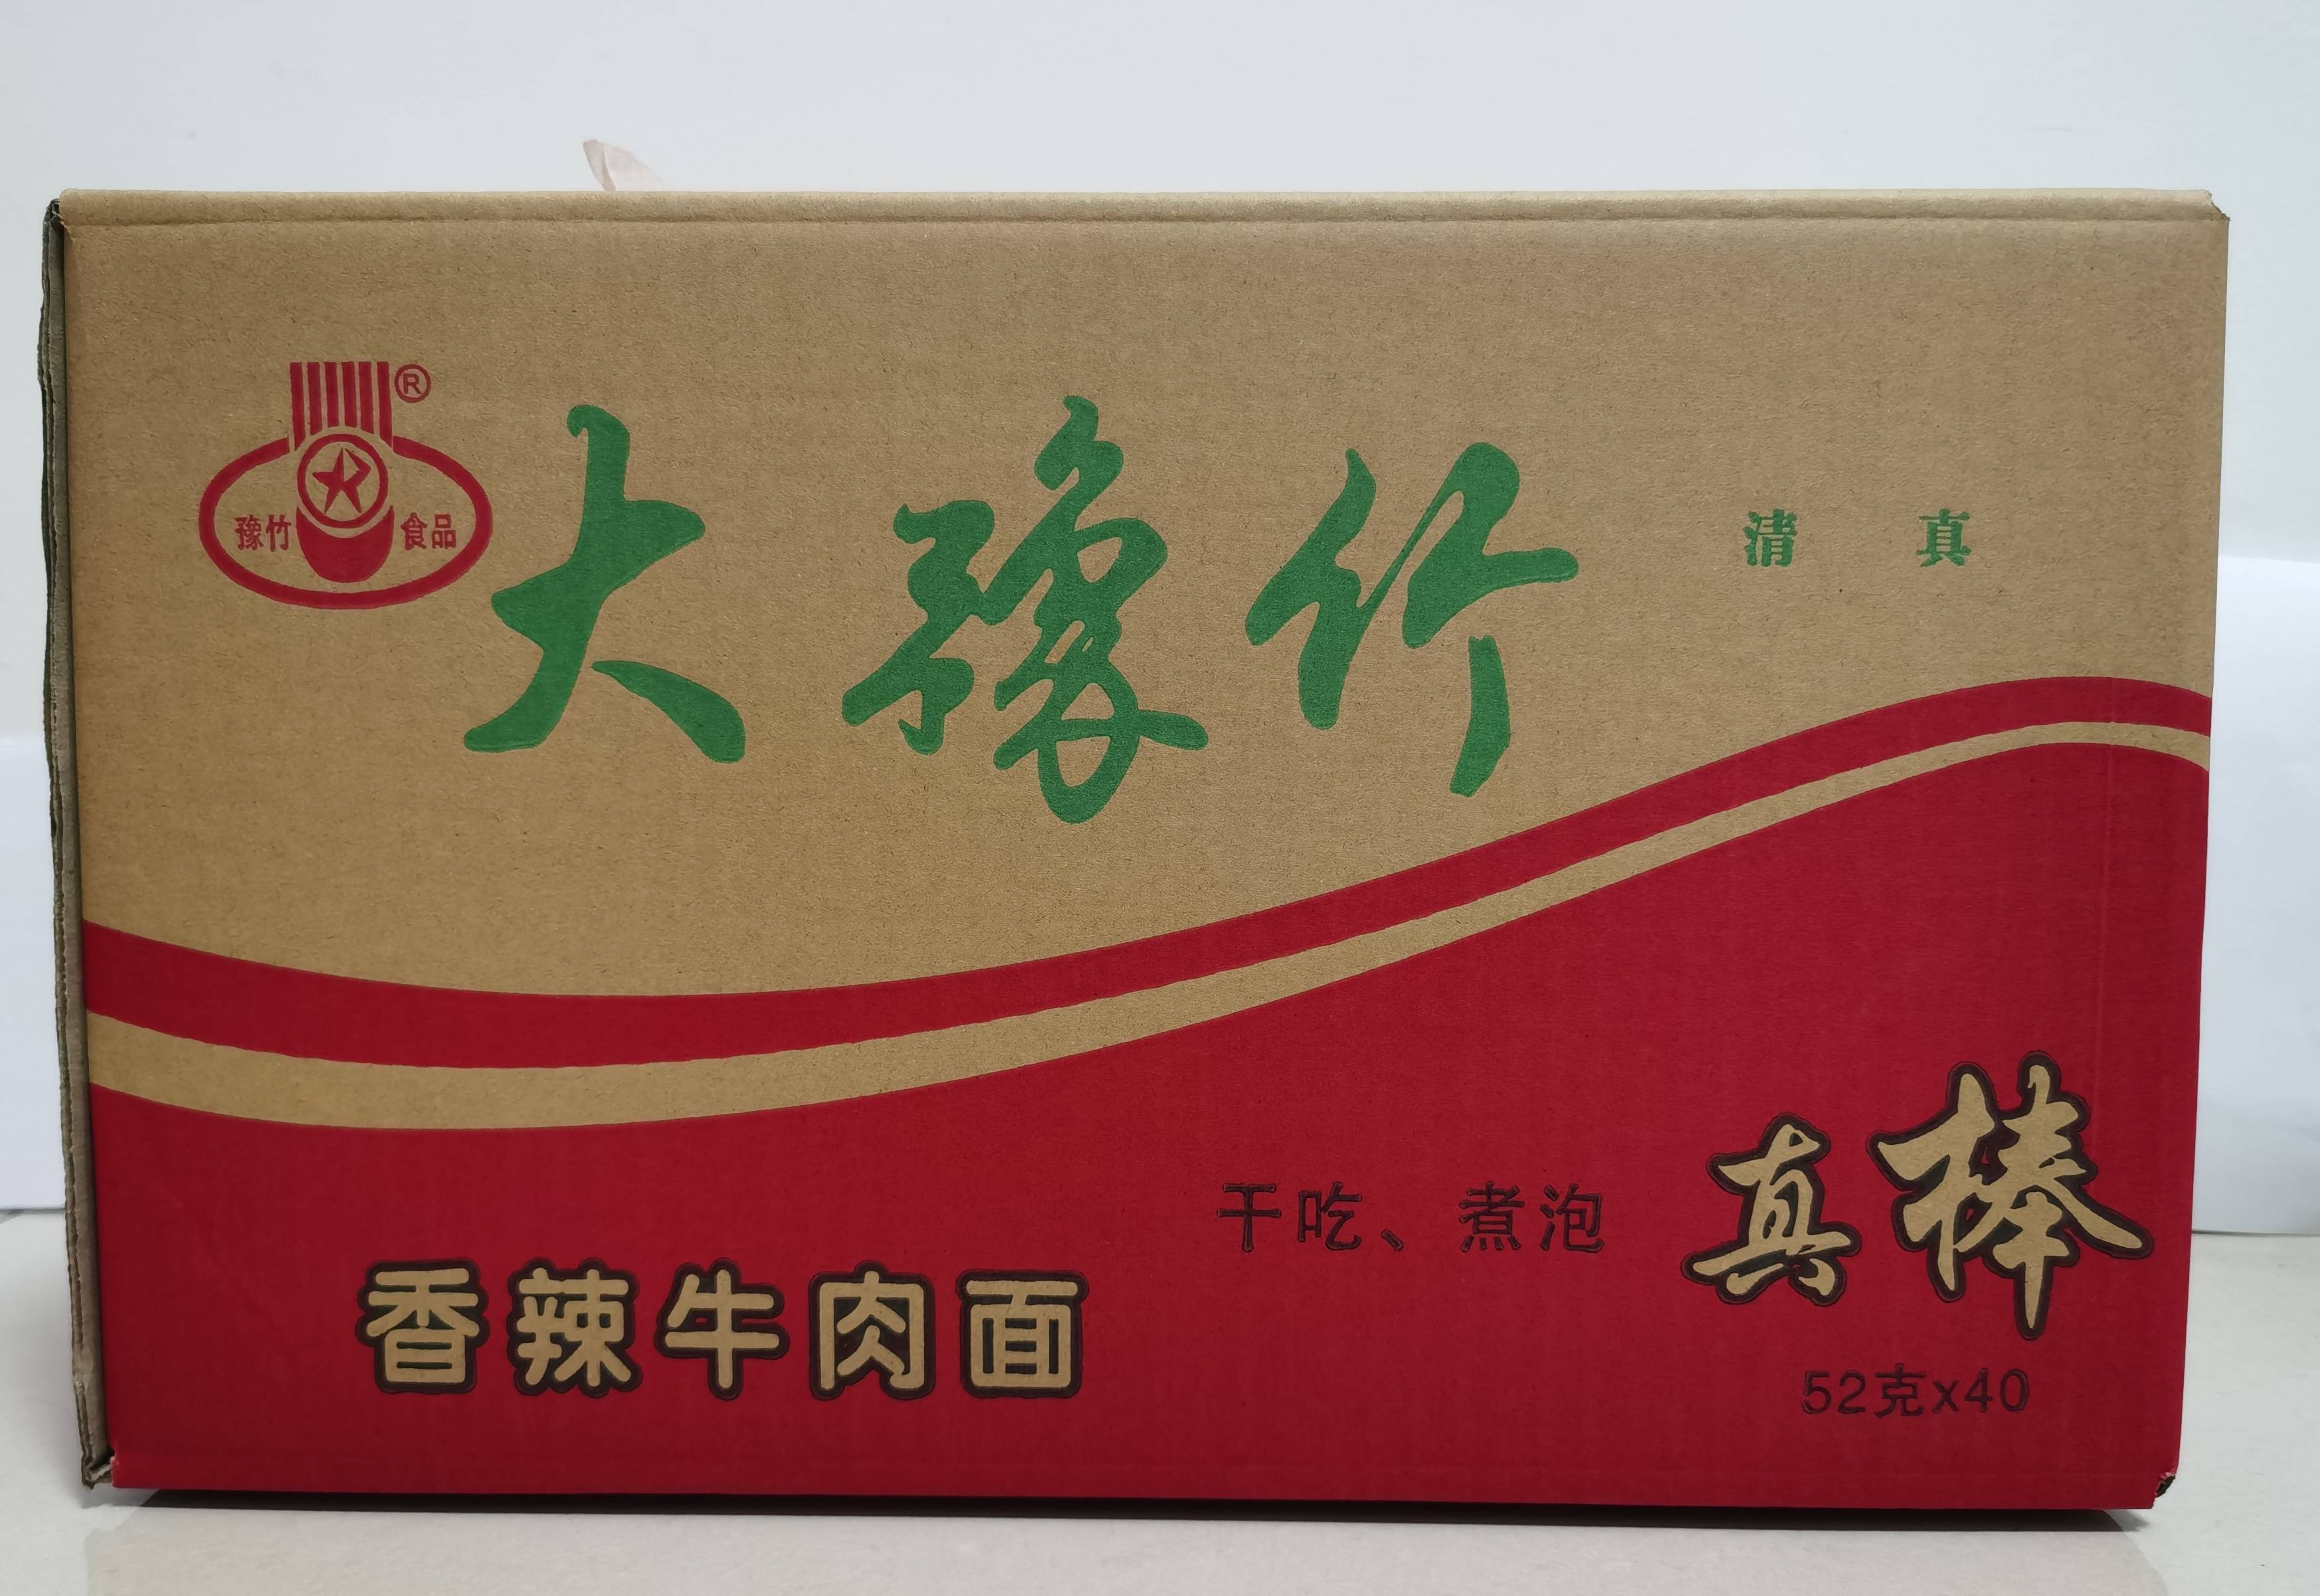 ®
豫竹 食品
大豫竹
清 真
干吃、煮泡
真棒
香辣牛肉面
52克x40